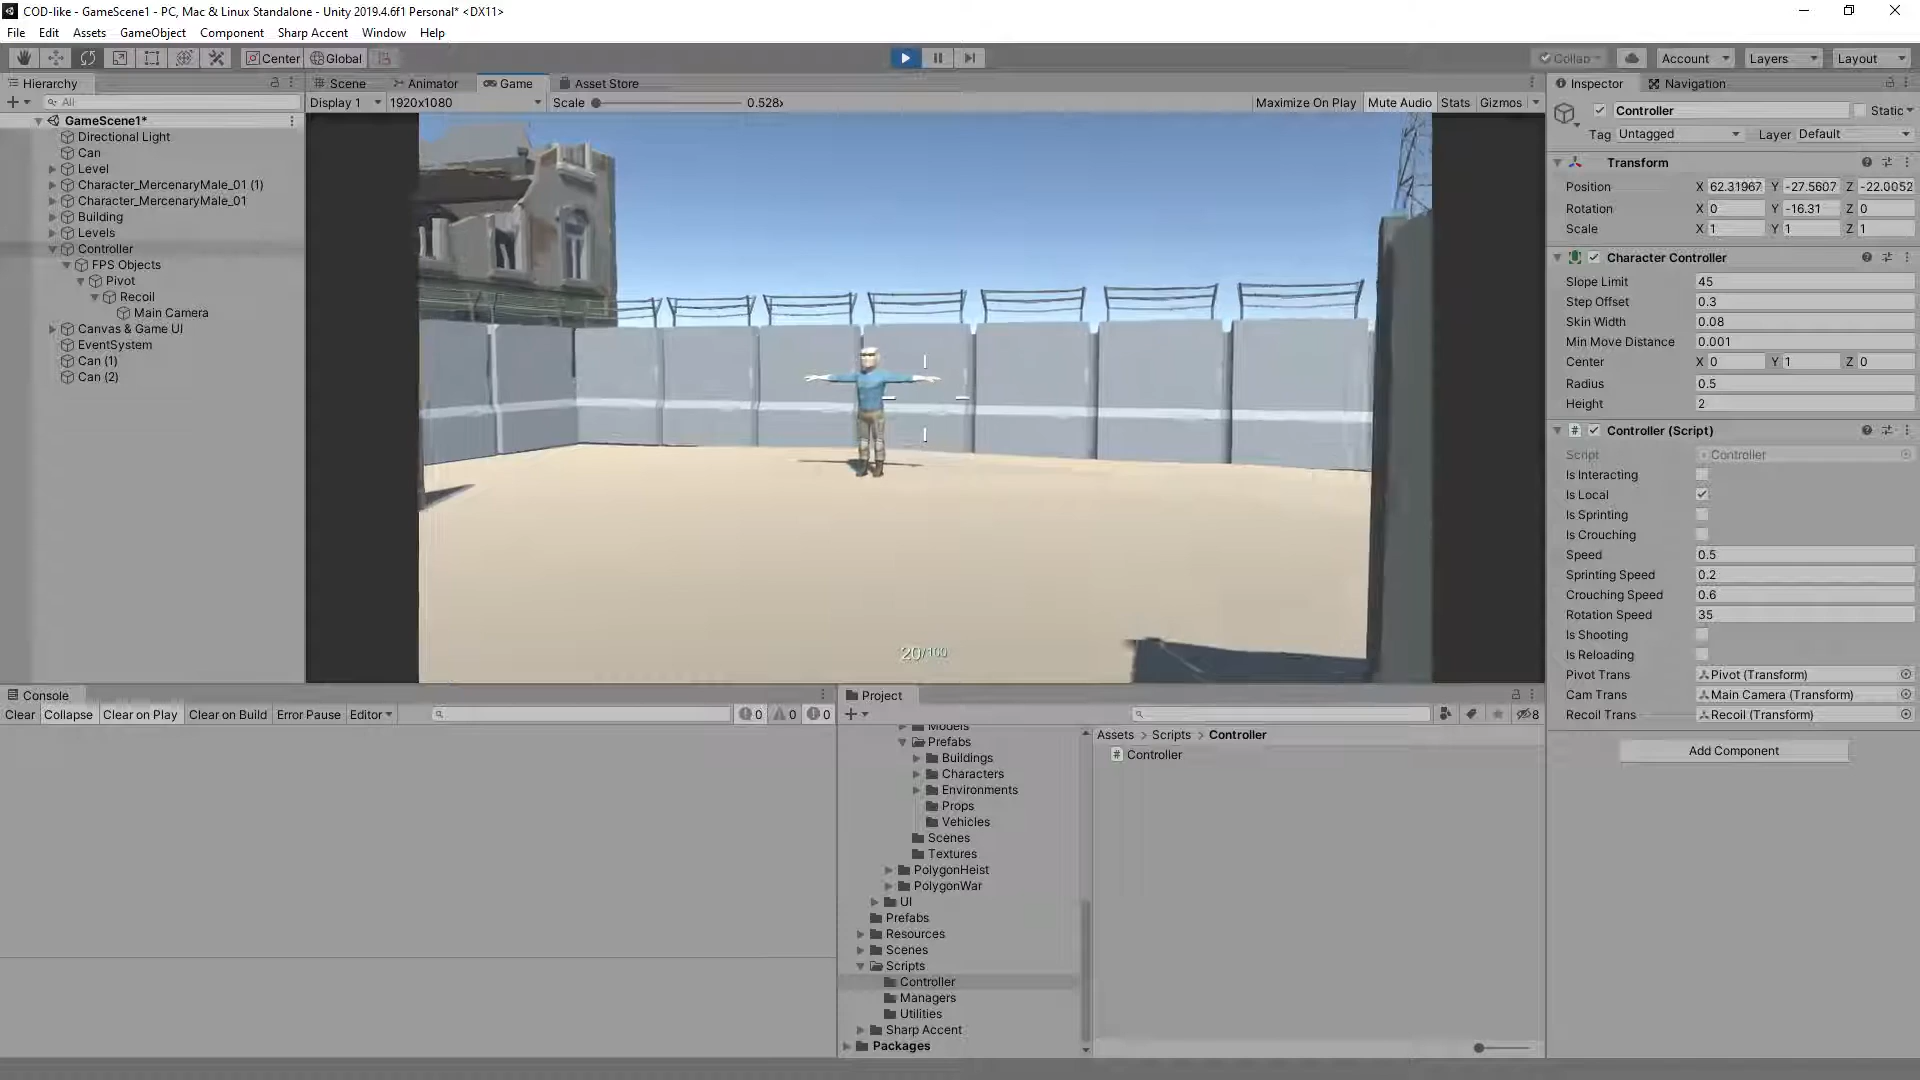 COD-like - GameScene1 - PC, Mac & Linux Standalone - Unity 2019.4.6f1 Personal* <DX11>
File Edit Assets GameObject Component Sharp Accent Window Help
Center Global Collab Account Layers Layout
Hierarchy
All
GameScene1*
Directional Light
Can
Level
Character_MercenaryMale_01 (1)
Character_MercenaryMale_01
Building
Levels
Controller
FPS Objects
Pivot
Recoil
Main Camera
Canvas & Game UI
EventSystem
Can (1)
Can (2)
Scene Animator Game Asset Store
Display 1 1920x1080 Scale 0.528x Maximize On Play Mute Audio Stats Gizmos
20/100
Inspector Navigation
Controller Static
Tag Untagged Layer Default
Transform
Position X 62.31967 Y -27.5607 Z -22.0052
Rotation X 0 Y -16.31 Z 0
Scale X 1 Y 1 Z 1
Character Controller
Slope Limit 45
Step Offset 0.3
Skin Width 0.08
Min Move Distance 0.001
Center X 0 Y 1 Z 0
Radius 0.5
Height 2
Controller (Script)
Script Controller
Is Interacting
Is Local
Is Sprinting
Is Crouching
Speed 0.5
Sprinting Speed 0.2
Crouching Speed 0.6
Rotation Speed 35
Is Shooting
Is Reloading
Pivot Trans Pivot (Transform)
Cam Trans Main Camera (Transform)
Recoil Trans Recoil (Transform)
Add Component
Console
Clear Collapse Clear on Play Clear on Build Error Pause Editor 0 0 0
Project
8
Models
Prefabs
Buildings
Characters
Environments
Props
Vehicles
Scenes
Textures
PolygonHeist
PolygonWar
UI
Prefabs
Resources
Scenes
Scripts
Controller
Managers
Utilities
Sharp Accent
Packages
Assets > Scripts > Controller
Controller